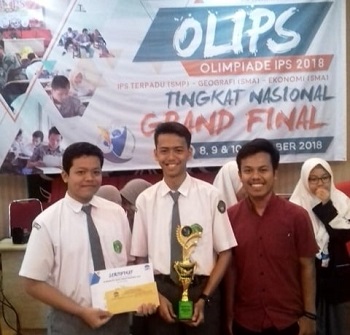 OLIPS
OLIMPIADE IPS 2018
IPS TERPADU (SMP) - GEOGRAFI (SMA) - EKONOMI (SMA)
TINGKAT NASIONAL
GRAND FINAL
8, 9 & 10 2018
SERTIFIKAT